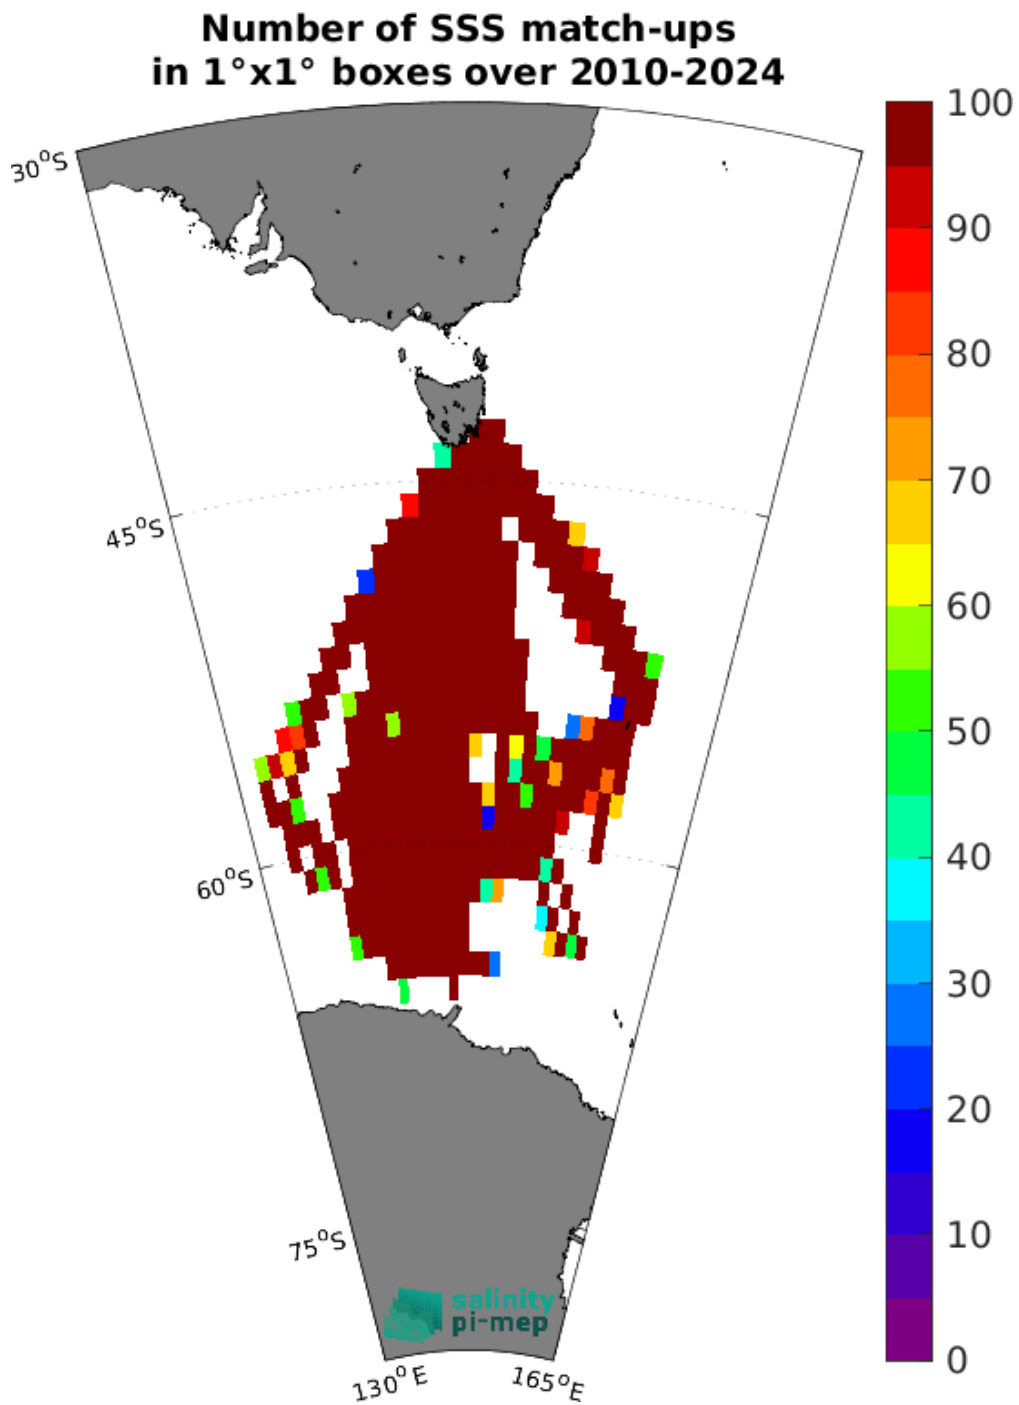 Number of SSS match-ups
in 1°x1° boxes over 2010-2024
30°S
45°S
60°S
75°S
130°E
165°E
100
90
80
70
60
50
40
30
20
10
0
salinity
pi-mep